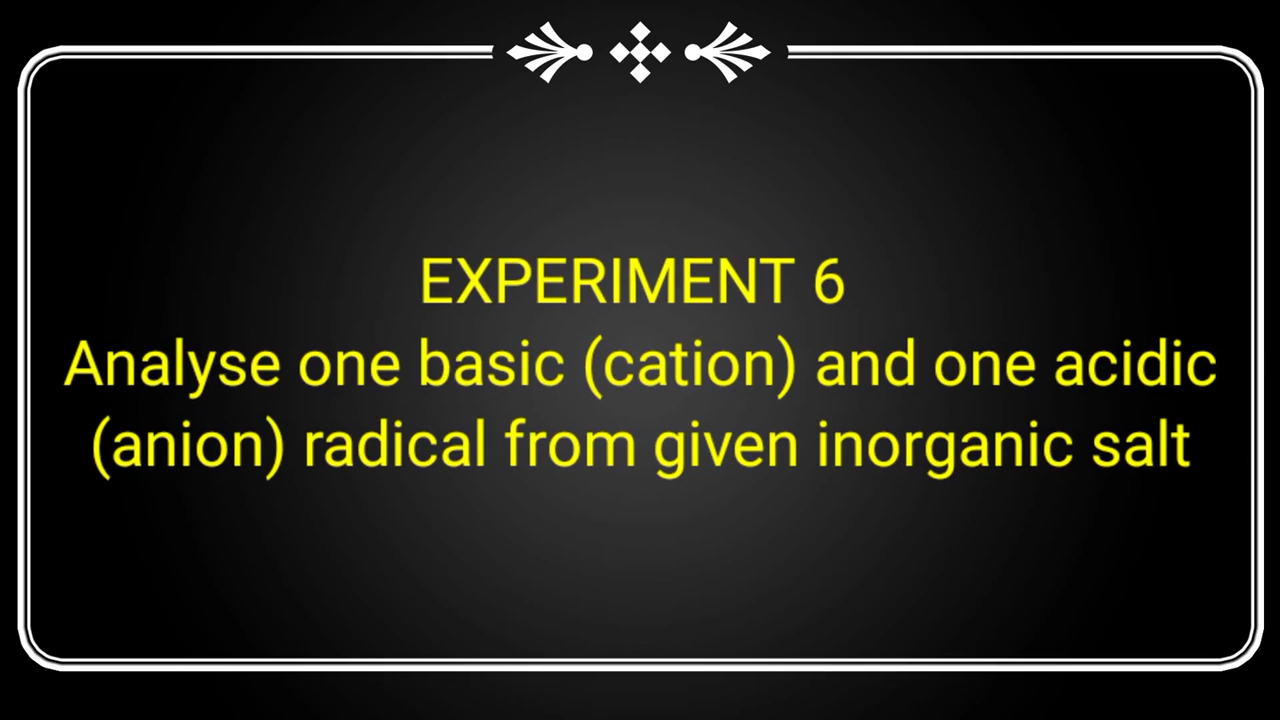 EXPERIMENT 6
Analyse one basic (cation) and one acidic
(anion) radical from given inorganic salt